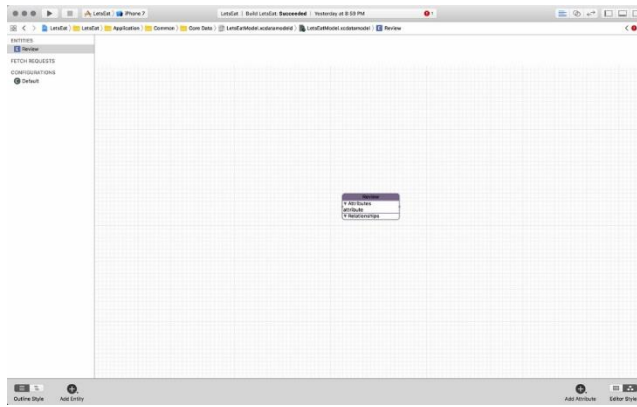 LetsEat iPhone 7 LetsEat | Build LetsEat: Succeeded | Yesterday at 8:59 PM 1
LetsEat LetsEat Application Common Core Data LetsEatModel.xcdatamodeld LetsEatModel.xcdatamodel E Review
ENTITIES
E Review
FETCH REQUESTS
CONFIGURATIONS
C Default
Review
Attributes
attribute
Relationships
Outline Style Add Entity Add Attribute Editor Style